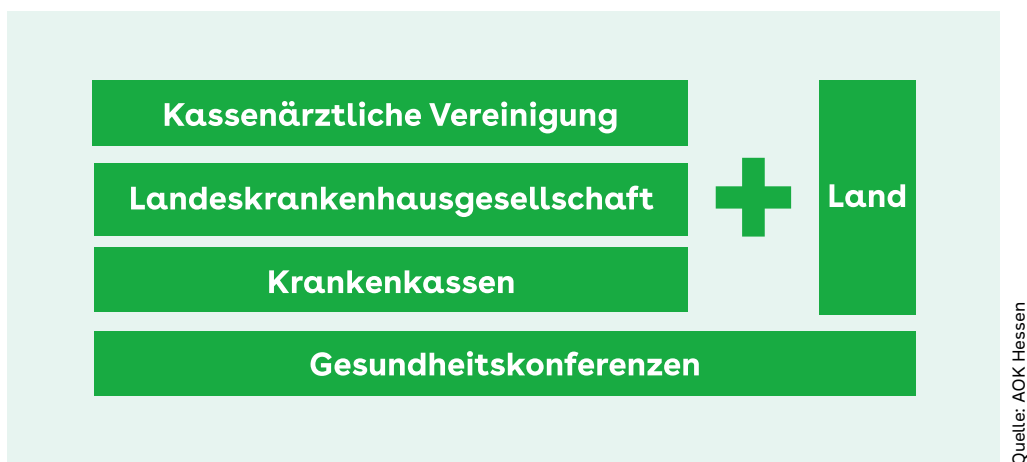 Kassenärztliche Vereinigung
Landeskrankenhausgesellschaft
Krankenkassen
Land
Gesundheitskonferenzen
Quelle: AOK Hessen